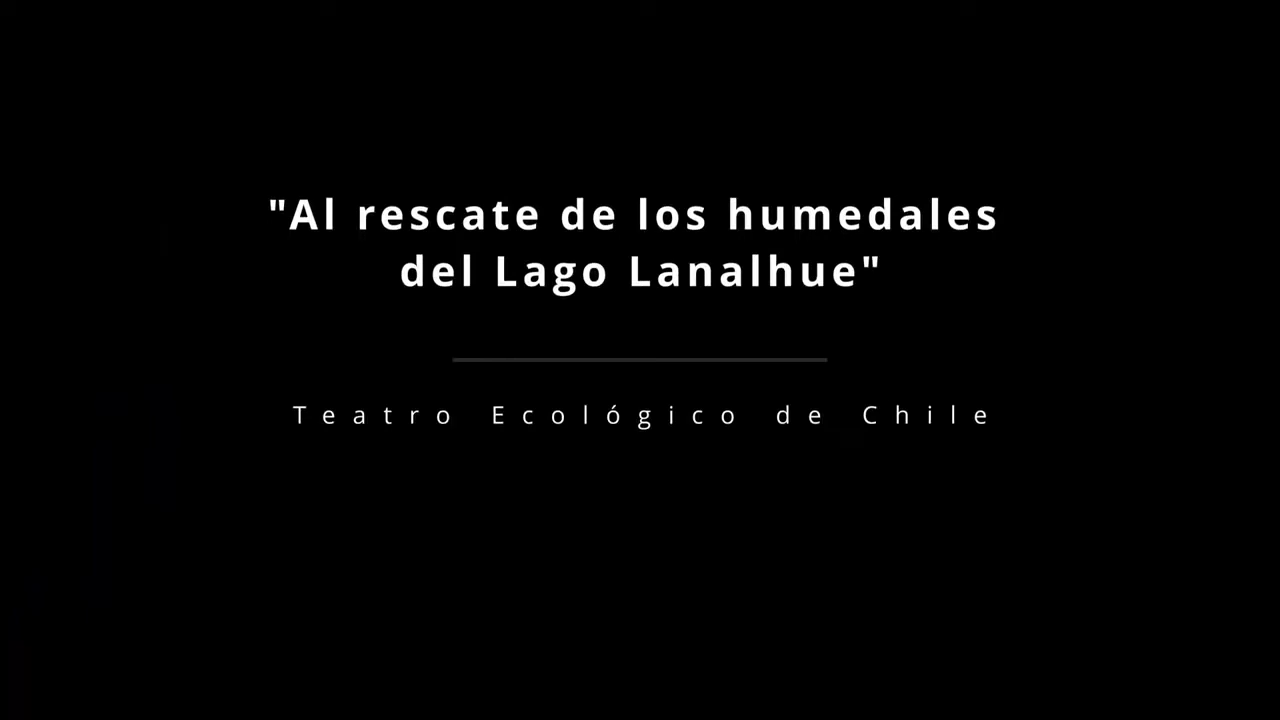 "Al rescate de los humedales
del Lago Lanalhue"
Teatro Ecológico de Chile